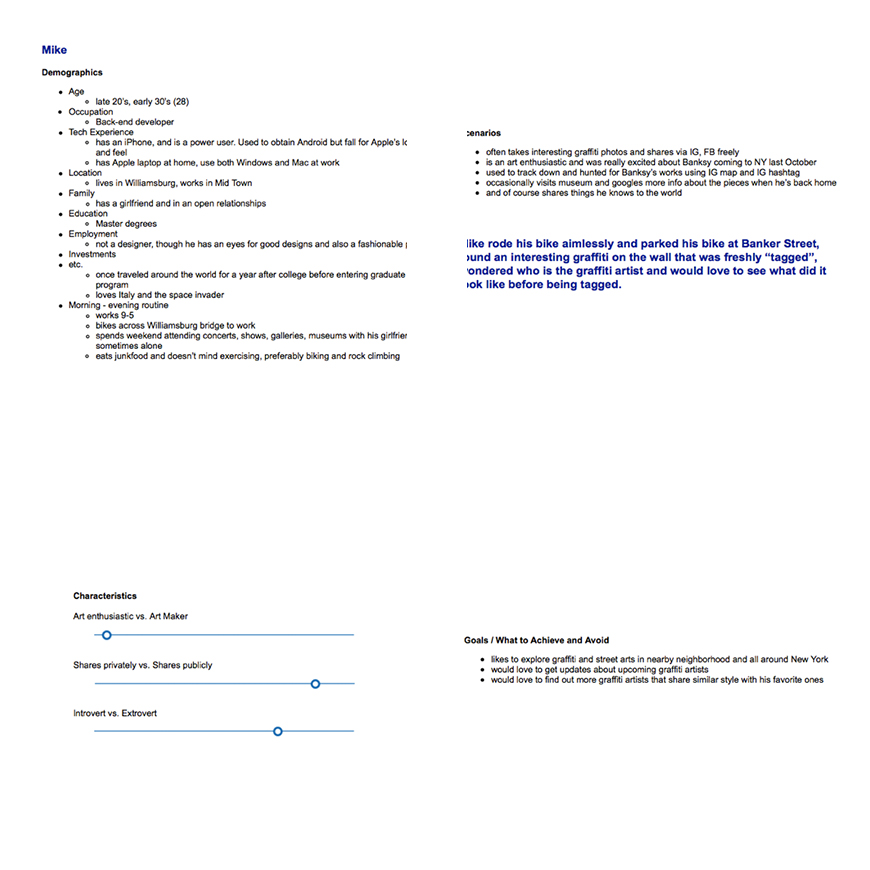 Mike
Demographics
Age
late 20's, early 30's (28)
Occupation
Back-end developer
Tech Experience
has an iPhone, and is a power user. Used to obtain Android but fall for Apple's
and feel
has Apple laptop at home, use both Windows and Mac at work
Location
lives in Williamsburg, works in Mid Town
Family
has a girlfriend and in an open relationships
Education
Master degrees
Employment
not a designer, though he has an eyes for good designs and also a fashionable
Investments
etc.
once traveled around the world for a year after college before entering graduate
program
loves Italy and the space invader
Morning - evening routine
works 9-5
bikes across Williamsburg bridge to work
spends weekend attending concerts, shows, galleries, museums with his
sometimes alone
eats junkfood and doesn't mind exercising, preferably biking and rock climbing
cenarios
often takes interesting graffiti photos and shares via IG, FB freely
is an art enthusiastic and was really excited about Banksy coming to NY last October
used to track down and hunted for Banksy's works using IG map and IG hashtag
occasionally visits museum and googles more info about the pieces when he's back home
and of course shares things he knows to the world
rode his bike aimlessly and parked his bike at Banker Street,
ound an interesting graffiti on the wall that was freshly “tagged”,
ondered who is the graffiti artist and would love to see what did it
ook like before being tagged.
Characteristics
Art enthusiastic vs. Art Maker
Shares privately vs. Shares publicly
Introvert vs. Extrovert
Goals / What to Achieve and Avoid
likes to explore graffiti and street arts in nearby neighborhood and all around New York
would love to get updates about upcoming graffiti artists
would love to find out more graffiti artists that share similar style with his favorite ones